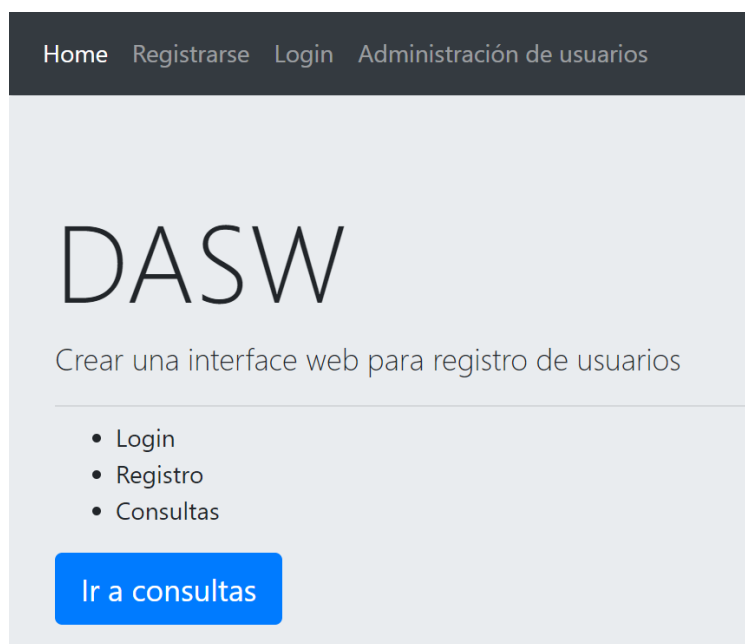 Home Registrarse Login Administración de usuarios
DASW
Crear una interface web para registro de usuarios
Login
Registro
Consultas
Ir a consultas